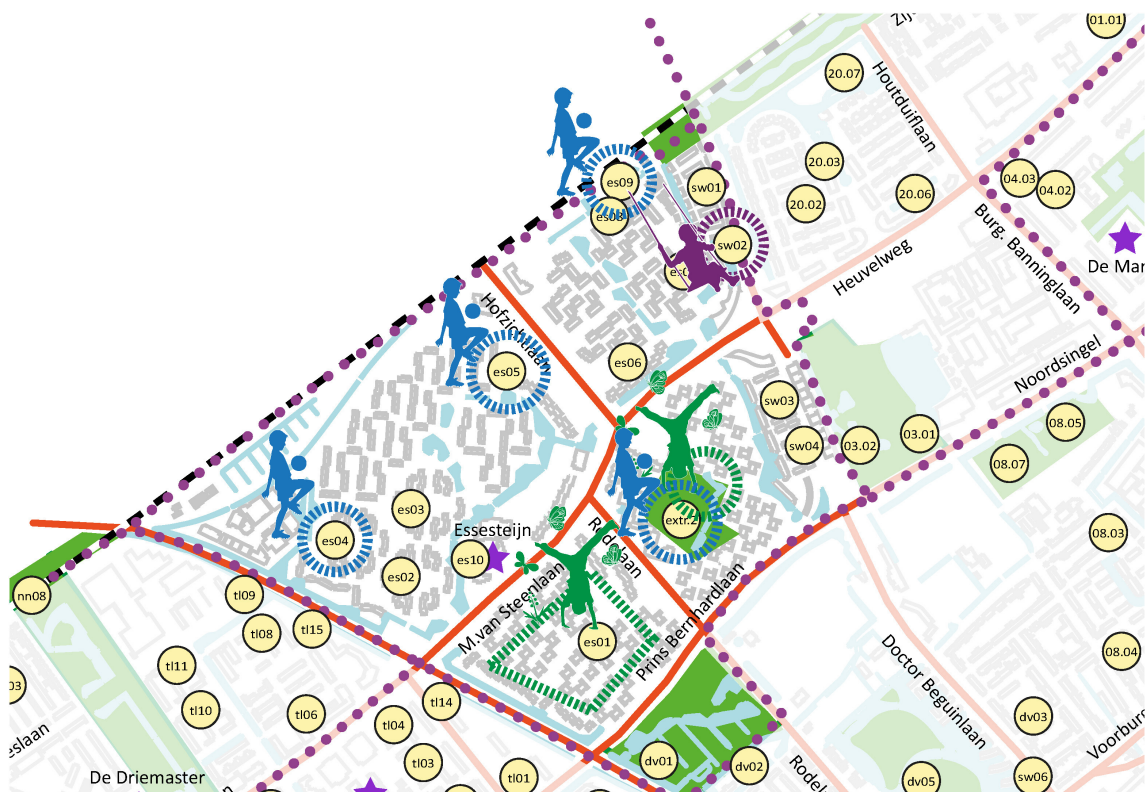 Zij
01.01
20.07
Houtduiflaan
20.03
04.03
04.02
es09
sw01
20.02
20.06
es08
Burg. Banninglaan
sw02
De Mar
Heuvelweg
Hofzichtlaan
es06
es05
Noordsingel
sw03
08.05
sw04
03.02
03.01
08.07
es03
extr.2
Essesteijn
Rodelaan
es04
08.03
es10
es02
M.van Steenlaan
nn08
tl09
Prins Bernhardlaan
tl15
tl08
es01
08.04
tl11
Doctor Beguinlaan
03
tl14
tl10
tl06
dv03
tl04
eslaan
Voorburg
dv01
dv02
tl03
De Driemaster
tl01
Rodel
dv05
sw06